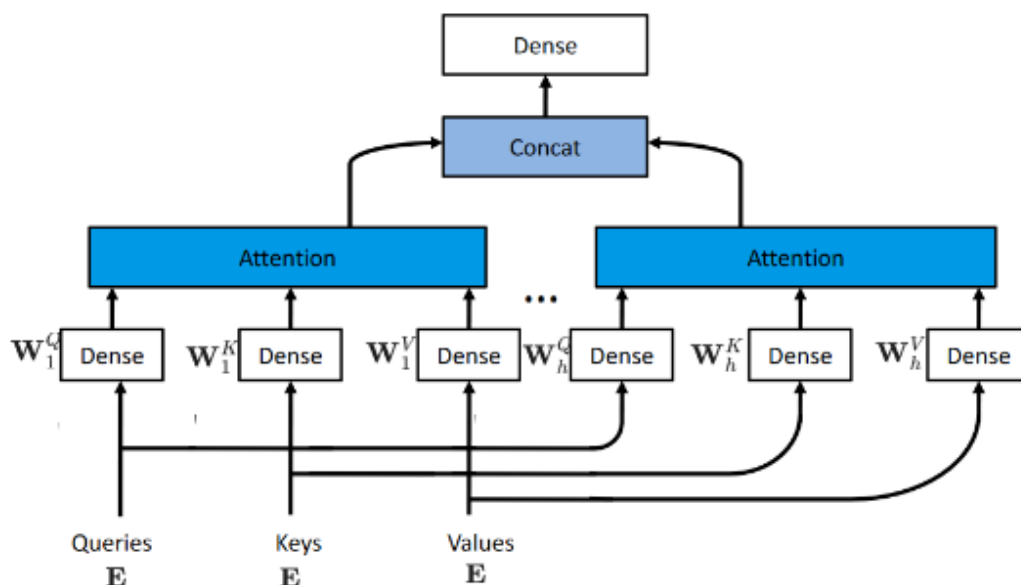 Dense
Concat
Attention
Attention
...
W_1^Q Dense W_1^K Dense W_1^V Dense W_h^Q Dense W_h^K Dense W_h^V Dense
Queries Keys Values
E E E